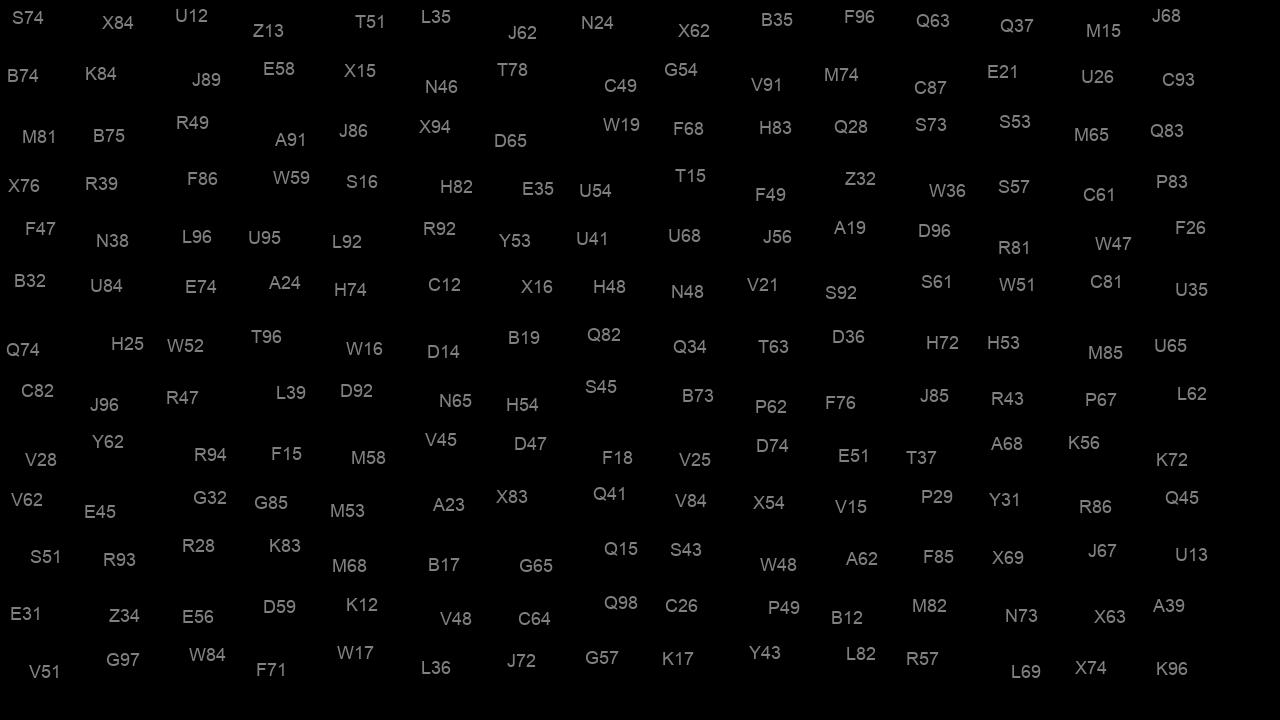 S74 X84 U12 Z13 T51 L35 J62 N24 X62 B35 F96 Q63 Q37 M15 J68
B74 K84 J89 E58 X15 N46 T78 C49 G54 V91 M74 C87 E21 U26 C93
M81 B75 R49 A91 J86 X94 D65 W19 F68 H83 Q28 S73 S53 M65 Q83
X76 R39 F86 W59 S16 H82 E35 U54 T15 F49 Z32 W36 S57 C61 P83
F47 N38 L96 U95 L92 R92 Y53 U41 U68 J56 A19 D96 R81 W47 F26
B32 U84 E74 A24 H74 C12 X16 H48 N48 V21 S92 S61 W51 C81 U35
Q74 H25 W52 T96 W16 D14 B19 Q82 Q34 T63 D36 H72 H53 M85 U65
C82 J96 R47 L39 D92 N65 H54 S45 B73 P62 F76 J85 R43 P67 L62
V28 Y62 R94 F15 M58 V45 D47 F18 V25 D74 E51 T37 A68 K56 K72
V62 E45 G32 G85 M53 A23 X83 Q41 V84 X54 V15 P29 Y31 R86 Q45
S51 R93 R28 K83 M68 B17 G65 Q15 S43 W48 A62 F85 X69 J67 U13
E31 Z34 E56 D59 K12 V48 C64 Q98 C26 P49 B12 M82 N73 X63 A39
V51 G97 W84 F71 W17 L36 J72 G57 K17 Y43 L82 R57 L69 X74 K96